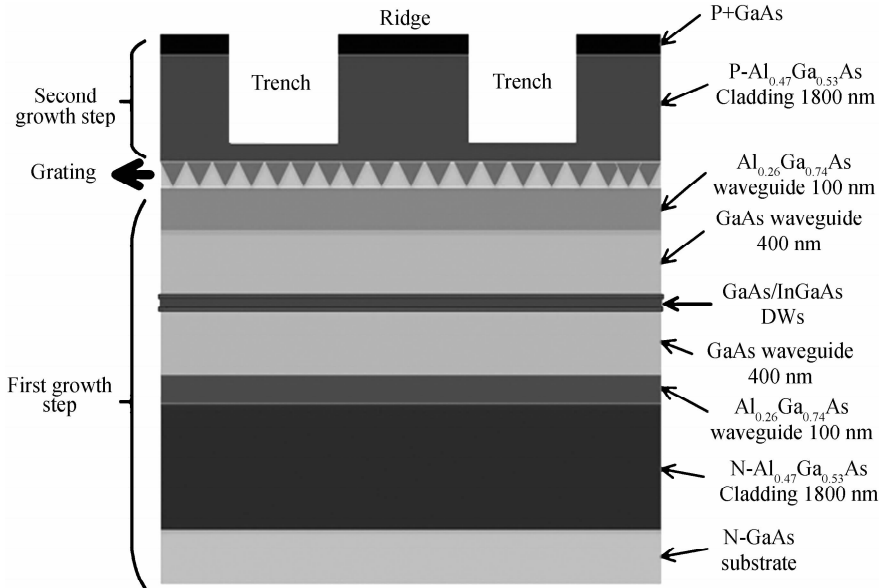 Ridge
P+GaAs
Trench
Trench
Second
growth step
P-Al0.47Ga0.53As
Cladding 1800 nm
Grating
Al0.26Ga0.74As
waveguide 100 nm
GaAs waveguide
400 nm
GaAs/InGaAs
DWs
GaAs waveguide
400 nm
First growth
step
Al0.26Ga0.74As
waveguide 100 nm
N-Al0.47Ga0.53As
Cladding 1800 nm
N-GaAs
substrate